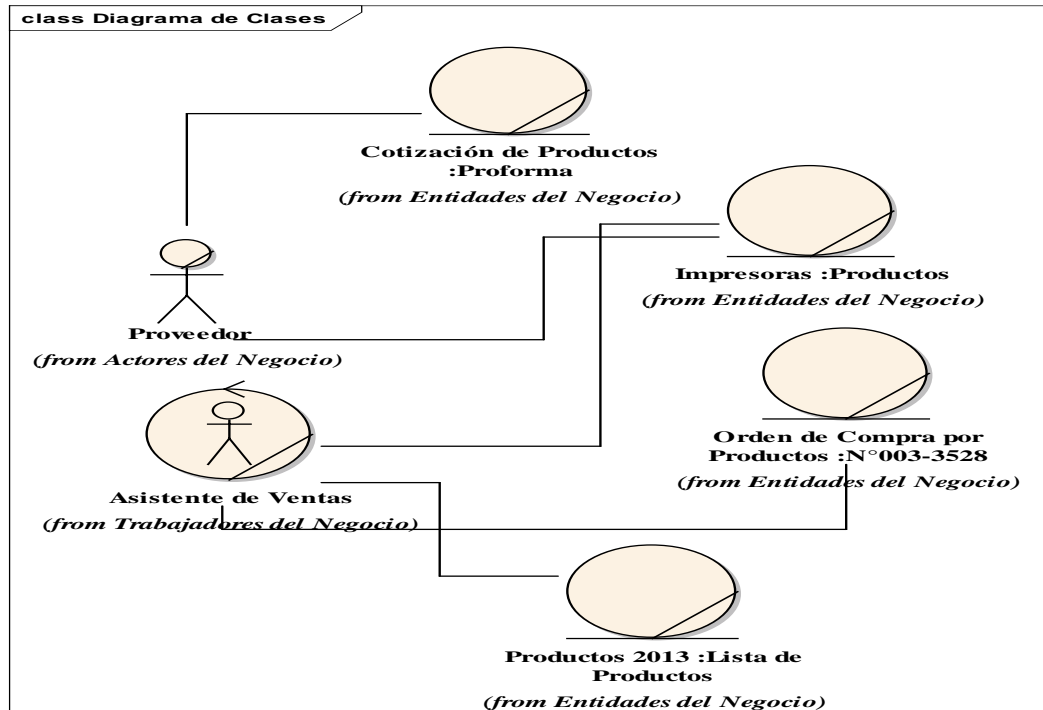 class Diagrama de Clases
Cotización de Productos
:Proforma
(from Entidades del Negocio)
Impresoras :Productos
(from Entidades del Negocio)
Proveedor
(from Actores del Negocio)
Orden de Compra por
Productos :N°003-3528
(from Entidades del Negocio)
Asistente de Ventas
(from Trabajadores del Negocio)
Productos 2013 :Lista de
Productos
(from Entidades del Negocio)